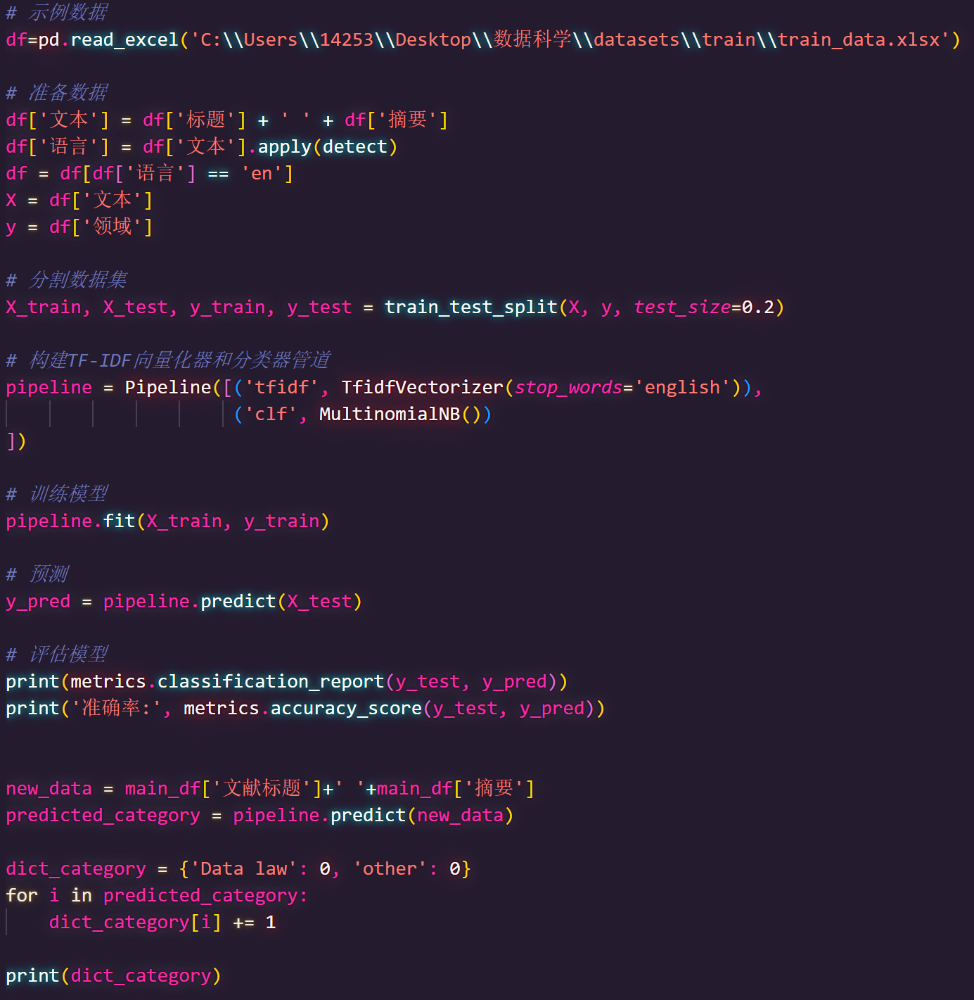 # 示例数据
df=pd.read_excel('C:\\Users\\14253\\Desktop\\数据科学\\datasets\\train\\train_data.xlsx')
# 准备数据
df['文本'] = df['标题'] + ' ' + df['摘要']
df['语言'] = df['文本'].apply(detect)
df = df[df['语言'] == 'en']
X = df['文本']
y = df['领域']
# 分割数据集
X_train, X_test, y_train, y_test = train_test_split(X, y, test_size=0.2)
# 构建TF-IDF向量化器和分类器管道
pipeline = Pipeline([('tfidf', TfidfVectorizer(stop_words='english')),
('clf', MultinomialNB())
])
# 训练模型
pipeline.fit(X_train, y_train)
# 预测
y_pred = pipeline.predict(X_test)
# 评估模型
print(metrics.classification_report(y_test, y_pred))
print('准确率:', metrics.accuracy_score(y_test, y_pred))
new_data = main_df['文献标题']+' '+main_df['摘要']
predicted_category = pipeline.predict(new_data)
dict_category = {'Data law': 0, 'other': 0}
for i in predicted_category:
dict_category[i] += 1
print(dict_category)